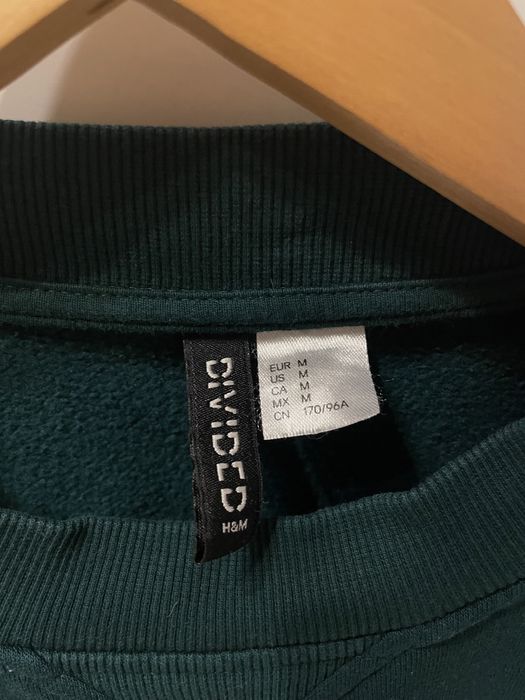 DIVIDED
H&M
EUR M
US M
CA M
MX M
CN 170/96A